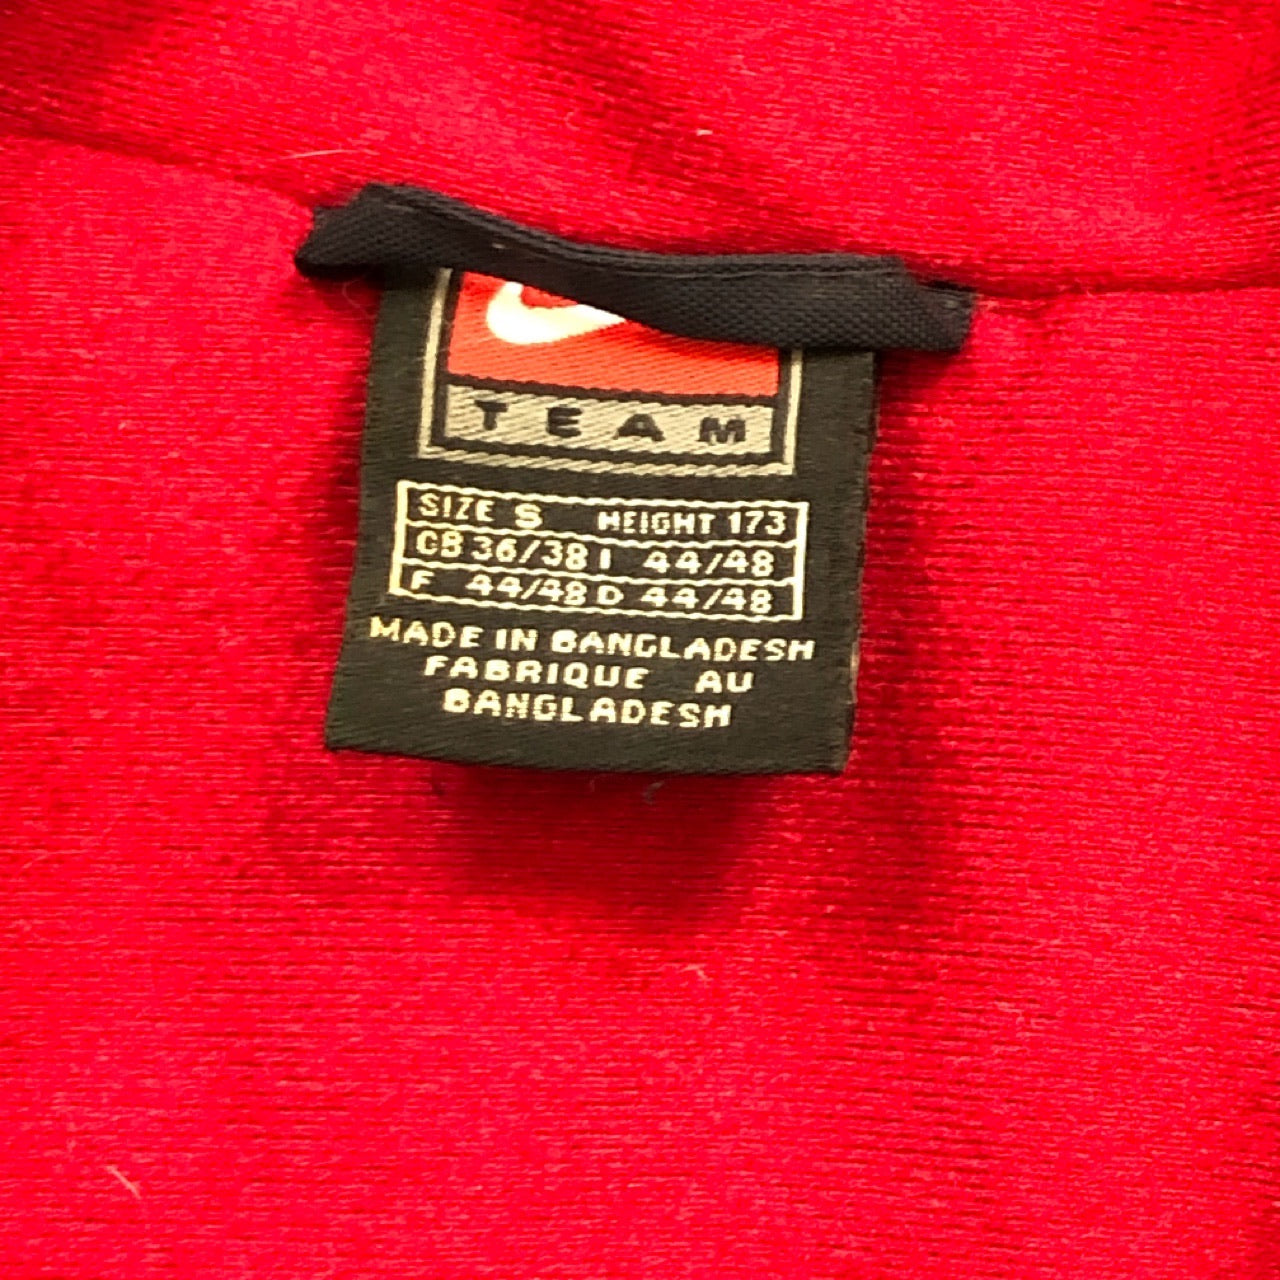 TEAM
SIZE S HEIGHT 173
GB 36/38 I 44/48
F 44/48 D 44/48
MADE IN BANGLADESH
FABRIQUE AU
BANGLADESH